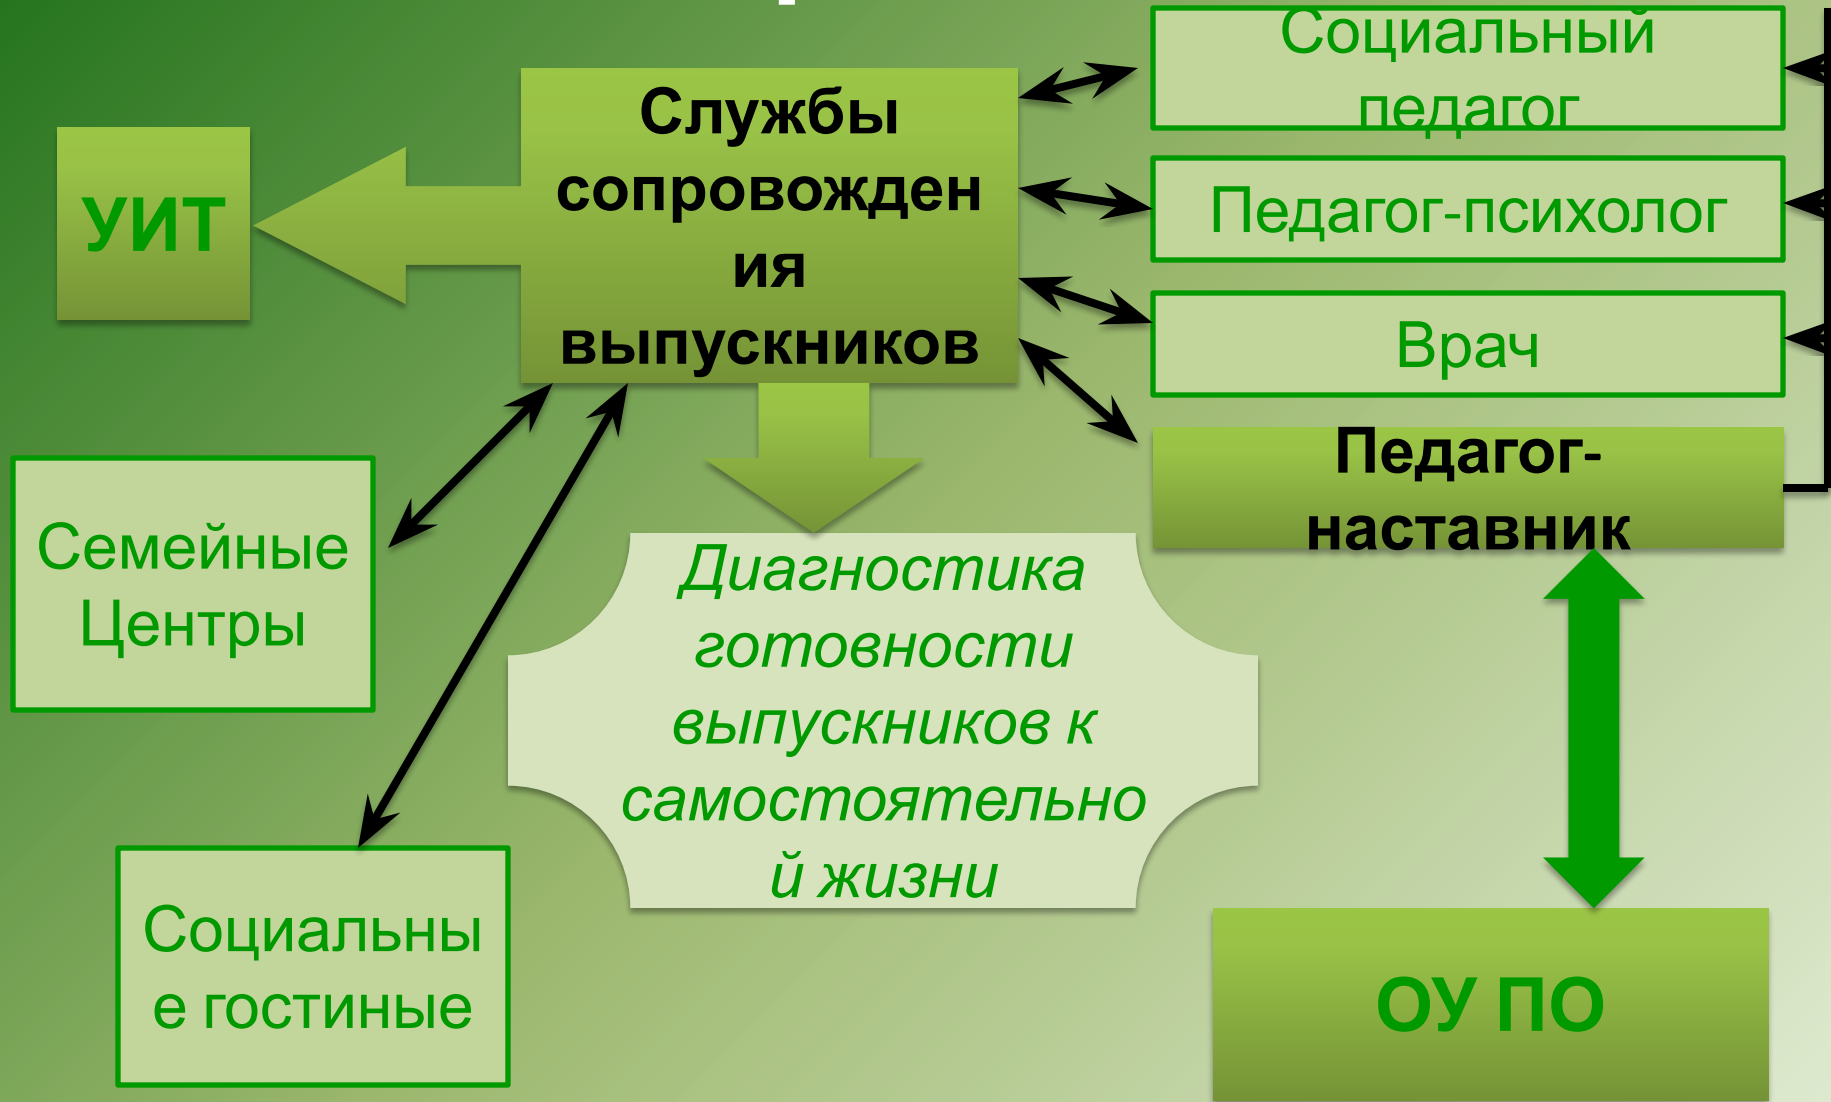 Социальный
педагог
Службы
сопровожден
ия
выпускников
УИТ
Педагог-психолог
Врач
Педагог-
наставник
Семейные
Центры
Диагностика
готовности
выпускников к
самостоятельно
й жизни
Социальны
е гостиные
ОУ ПО